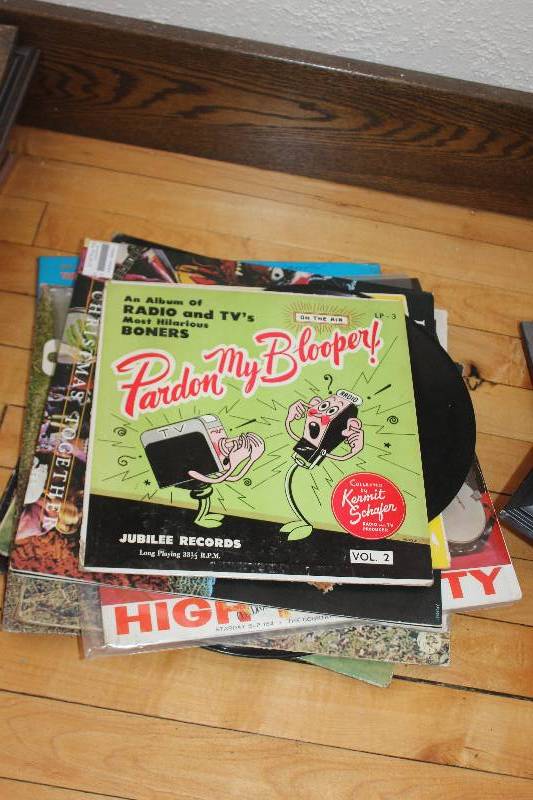 An Album of
RADIO and TV's
Most Hilarious
BONERS
ON THE AIR
LP-3
Pardon My Blooper!
TV
RADIO
COLLECTED
by
Kermit
Schafer
RADIO and TV
PRODUCER
JUBILEE RECORDS
Long Playing 33⅓ R.P.M.
VOL. 2
CHRISTMAS TOGETHER
TY
HIGH